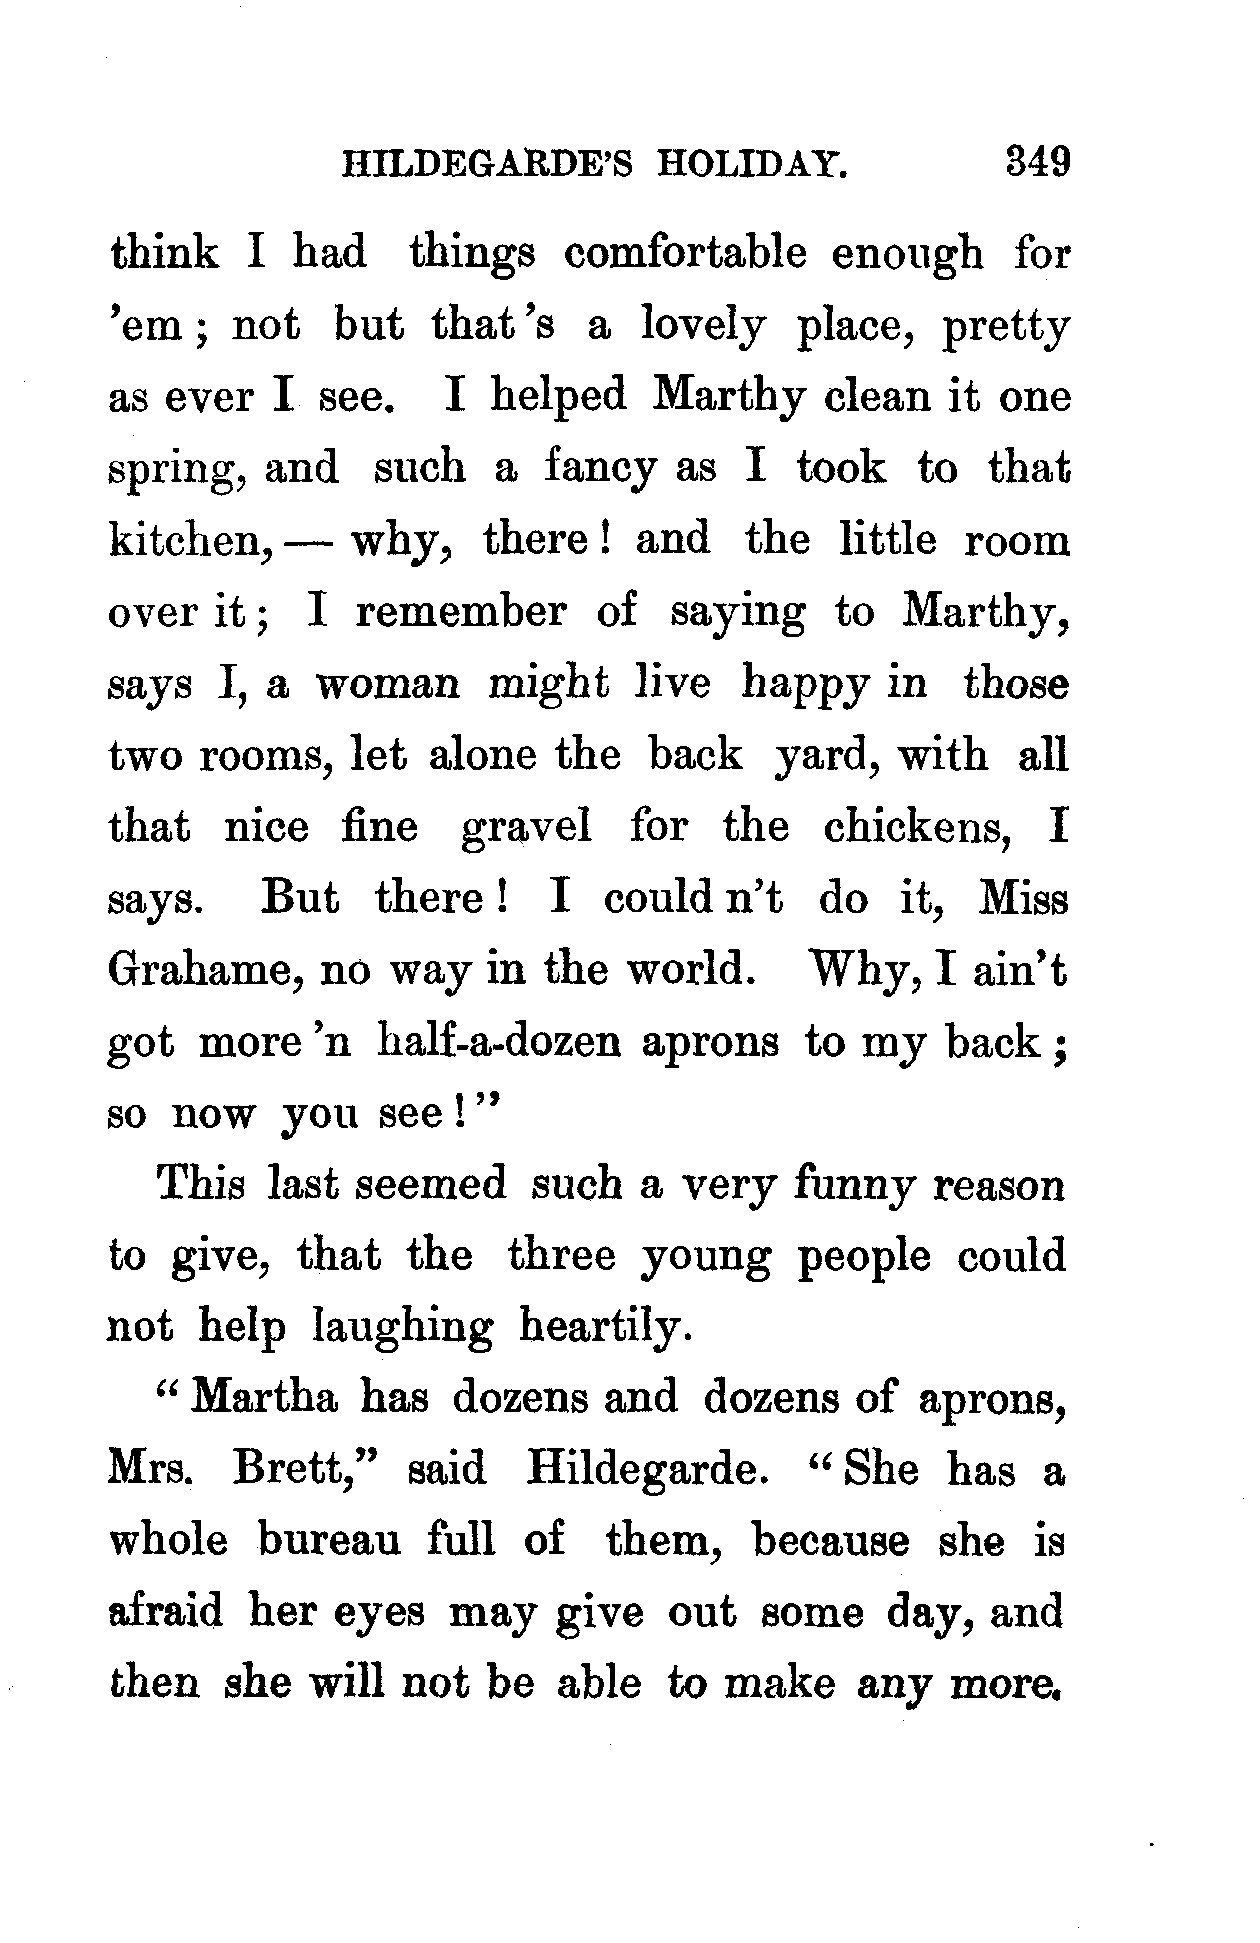 HILDEGARDE'S HOLIDAY. 349
think I had things comfortable enough for
'em ; not but that 's a lovely place, pretty
as ever I see. I helped Marthy clean it one
spring, and such a fancy as I took to that
kitchen, — why, there ! and the little room
over it ; I remember of saying to Marthy,
says I, a woman might live happy in those
two rooms, let alone the back yard, with all
that nice fine gravel for the chickens, I
says. But there ! I could n't do it, Miss
Grahame, no way in the world. Why, I ain't
got more 'n half-a-dozen aprons to my back ;
so now you see ! "
This last seemed such a very funny reason
to give, that the three young people could
not help laughing heartily.
" Martha has dozens and dozens of aprons,
Mrs. Brett," said Hildegarde. " She has a
whole bureau full of them, because she is
afraid her eyes may give out some day, and
then she will not be able to make any more.